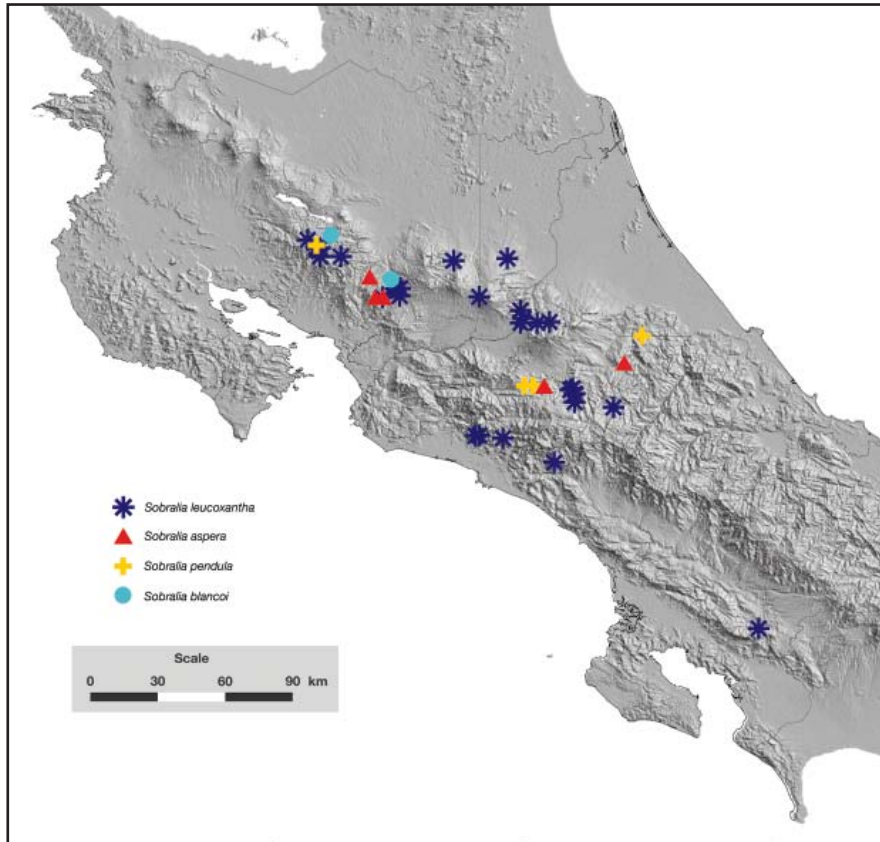 Sobralia leucoxantha
Sobralia aspera
Sobralia pendula
Sobralia blancoi
Scale
0 30 60 90 km